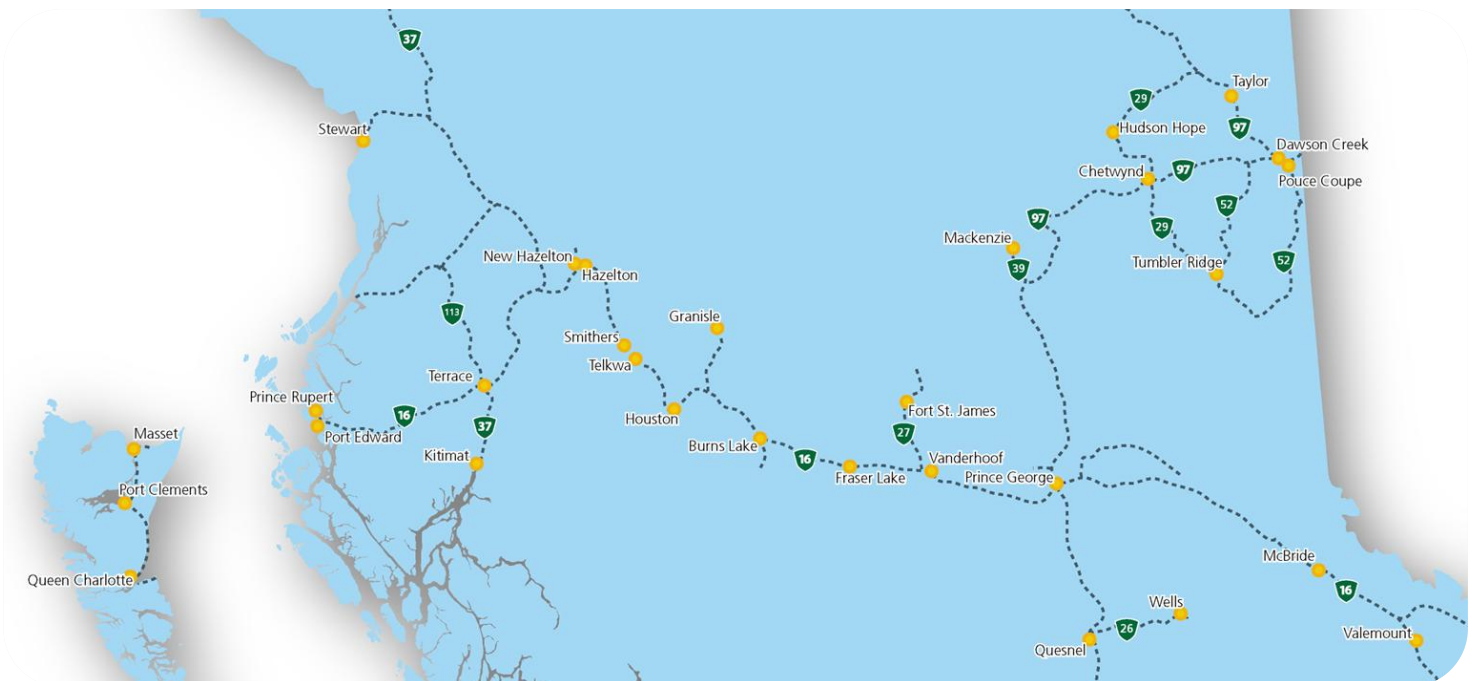 37
Stewart
New Hazelton
Hazelton
113
Smithers
Telkwa
Granisle
Terrace
Prince Rupert
16
Port Edward
37
Kitimat
Houston
Burns Lake
16
Fraser Lake
Fort St. James
27
Vanderhoof
Prince George
Masset
Port Clements
Queen Charlotte
Taylor
29
Hudson Hope
97
Dawson Creek
Chetwynd
97
Pouce Coupe
97
52
29
Mackenzie
39
Tumbler Ridge
52
McBride
16
Wells
26
Quesnel
Valemount